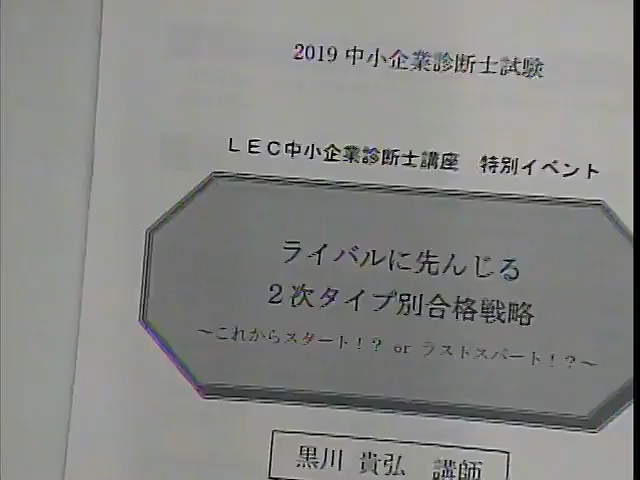 2019 中小企業診断士試験
LEC中小企業診断士講座 特別イベント
ライバルに先んじる
2次タイプ別合格戦略
～これからスタート!? or ラストスパート!?～
黒川 貴弘 講師